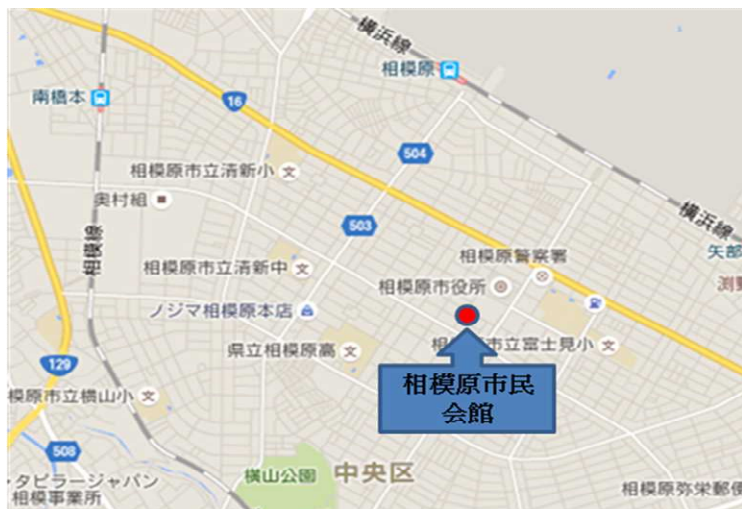 横浜線
相模原
南橋本
16
504
相模原市立清新小
奥村組
503
横浜線
相模線
矢部
相模原警察署
相模原市立清新中
相模原市役所
ノジマ相模原本店
市立富士見小
県立相模原高
129
相模原市民
会館
模原市立横山小
508
横山公園
中央区
・タピラージャパン
相模事業所
相模原弥栄郵便